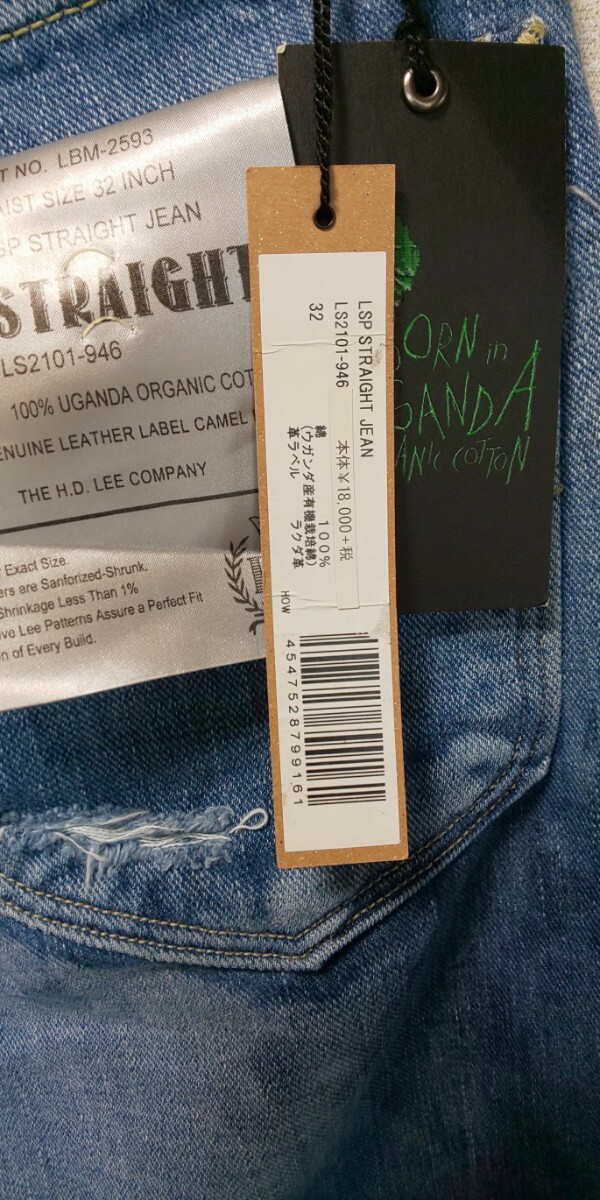 T NO. LBM-2593
AIST SIZE 32 INCH
SP STRAIGHT JEAN
STRAIGHT
LS2101-946
100% UGANDA ORGANIC COT
ENUINE LEATHER LABEL CAMEL
THE H.D. LEE COMPANY
r Exact Size.
ers are Sanforized-Shrunk.
Shrinkage Less Than 1%
ve Lee Patterns Assure a Perfect Fit
n of Every Build.
LSP STRAIGHT JEAN
LS2101-946
32
本体¥18,000+税
綿 100%
(ウガンダ産有機栽培綿)
革ラベル ラクダ革
HOW
4547528799161
BORN in
GANDA
ANIC COTTON